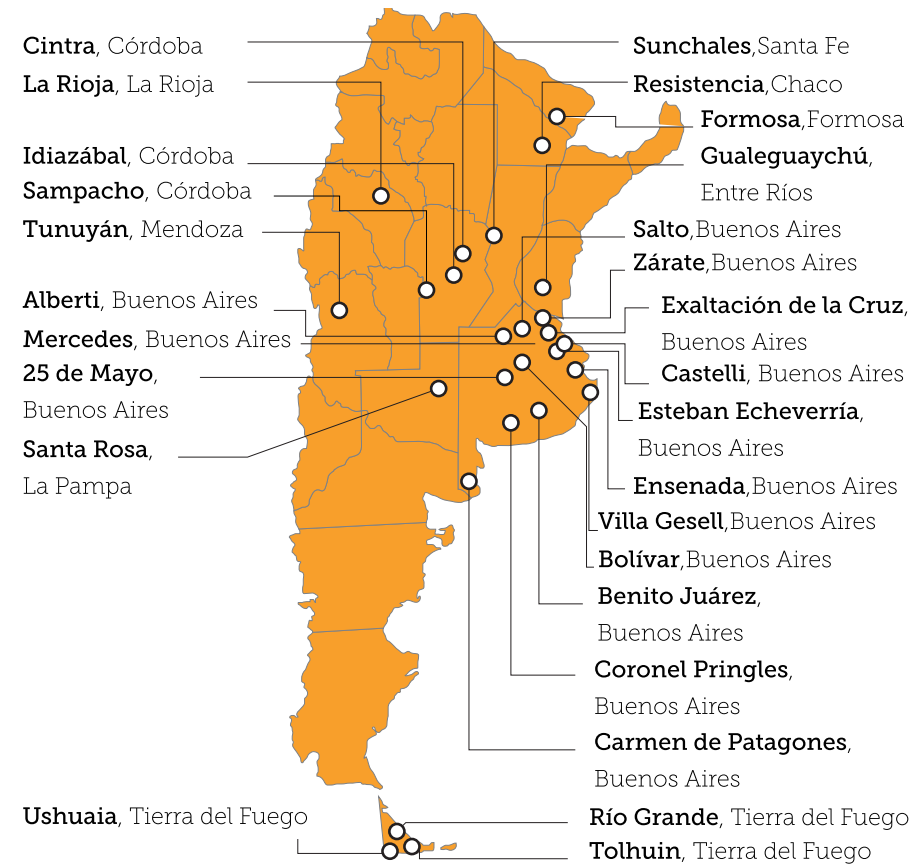 Cintra, Córdoba
La Rioja, La Rioja
Idiazábal, Córdoba
Sampacho, Córdoba
Tunuyán, Mendoza
Alberti, Buenos Aires
Mercedes, Buenos Aires
25 de Mayo,
Buenos Aires
Santa Rosa,
La Pampa
Ushuaia, Tierra del Fuego
Sunchales,Santa Fe
Resistencia,Chaco
Formosa,Formosa
Gualeguaychú,
Entre Ríos
Salto,Buenos Aires
Zárate,Buenos Aires
Exaltación de la Cruz,
Buenos Aires
Castelli, Buenos Aires
Esteban Echeverría,
Buenos Aires
Ensenada,Buenos Aires
Villa Gesell,Buenos Aires
Bolívar,Buenos Aires
Benito Juárez,
Buenos Aires
Coronel Pringles,
Buenos Aires
Carmen de Patagones,
Buenos Aires
Río Grande, Tierra del Fuego
Tolhuin, Tierra del Fuego